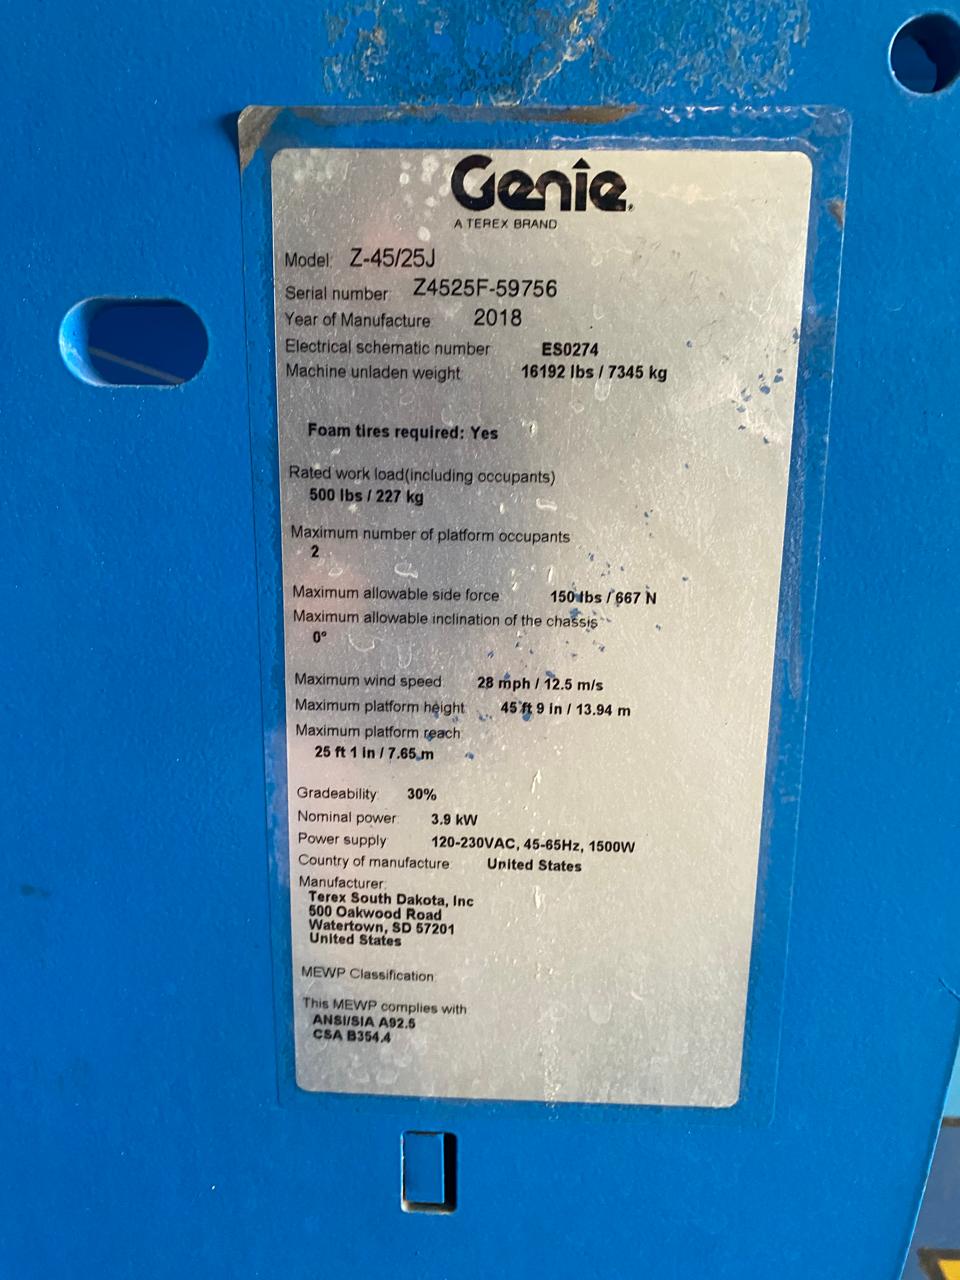 Genie
A TEREX BRAND
Model: Z-45/25J
Serial number: Z4525F-59756
Year of Manufacture: 2018
Electrical schematic number: ES0274
Machine unladen weight: 16192 lbs / 7345 kg
Foam tires required: Yes
Rated work load(including occupants)
500 lbs / 227 kg
Maximum number of platform occupants
2
Maximum allowable side force: 150 lbs / 667 N
Maximum allowable inclination of the chassis:
0°
Maximum wind speed: 28 mph / 12.5 m/s
Maximum platform height: 45 ft 9 in / 13.94 m
Maximum platform reach:
25 ft 1 in / 7.65 m
Gradeability: 30%
Nominal power: 3.9 kW
Power supply: 120-230VAC, 45-65Hz, 1500W
Country of manufacture: United States
Manufacturer:
Terex South Dakota, Inc
500 Oakwood Road
Watertown, SD 57201
United States
MEWP Classification:
This MEWP complies with:
ANSI/SIA A92.5
CSA B354.4